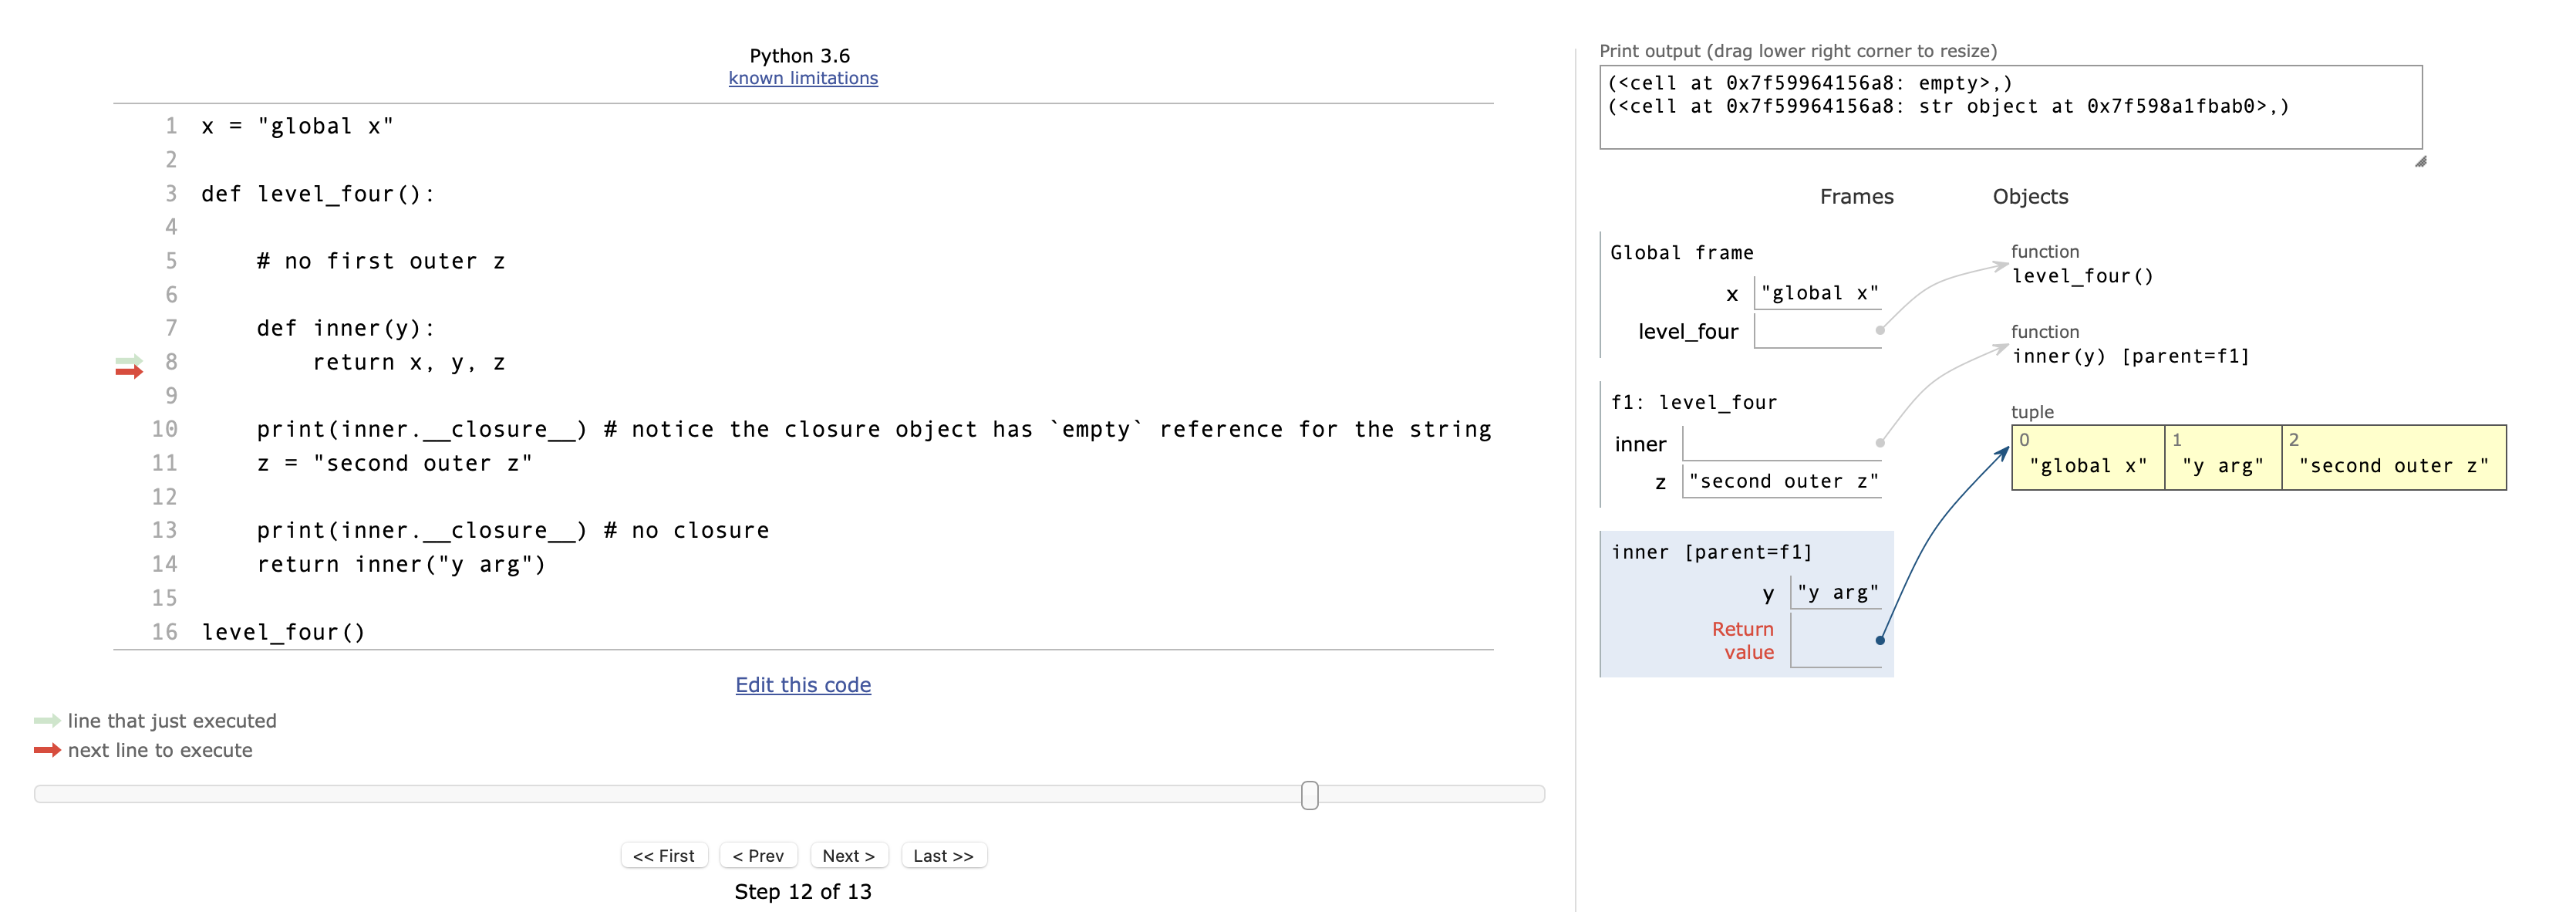 Python 3.6
known limitations
1 x = "global x"
2
3 def level_four():
4
5     # no first outer z
6
7     def inner(y):
8         return x, y, z
9
10     print(inner.__closure__) # notice the closure object has `empty` reference for the string
11     z = "second outer z"
12
13     print(inner.__closure__) # no closure
14     return inner("y arg")
15
16 level_four()
Edit this code
line that just executed
next line to execute
<< First < Prev Next > Last >>
Step 12 of 13
Print output (drag lower right corner to resize)
(<cell at 0x7f59964156a8: empty>,)
(<cell at 0x7f59964156a8: str object at 0x7f598a1fbab0>,)
Frames Objects
Global frame
x "global x"
level_four
f1: level_four
inner
z "second outer z"
inner [parent=f1]
y "y arg"
Return
value
function
level_four()
function
inner(y) [parent=f1]
tuple
0 1 2
"global x" "y arg" "second outer z"